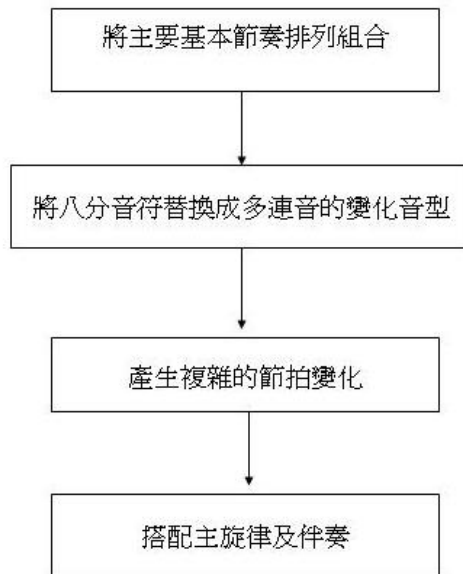 將主要基本節奏排列組合
將八分音符替換成多連音的變化音型
產生複雜的節拍變化
搭配主旋律及伴奏